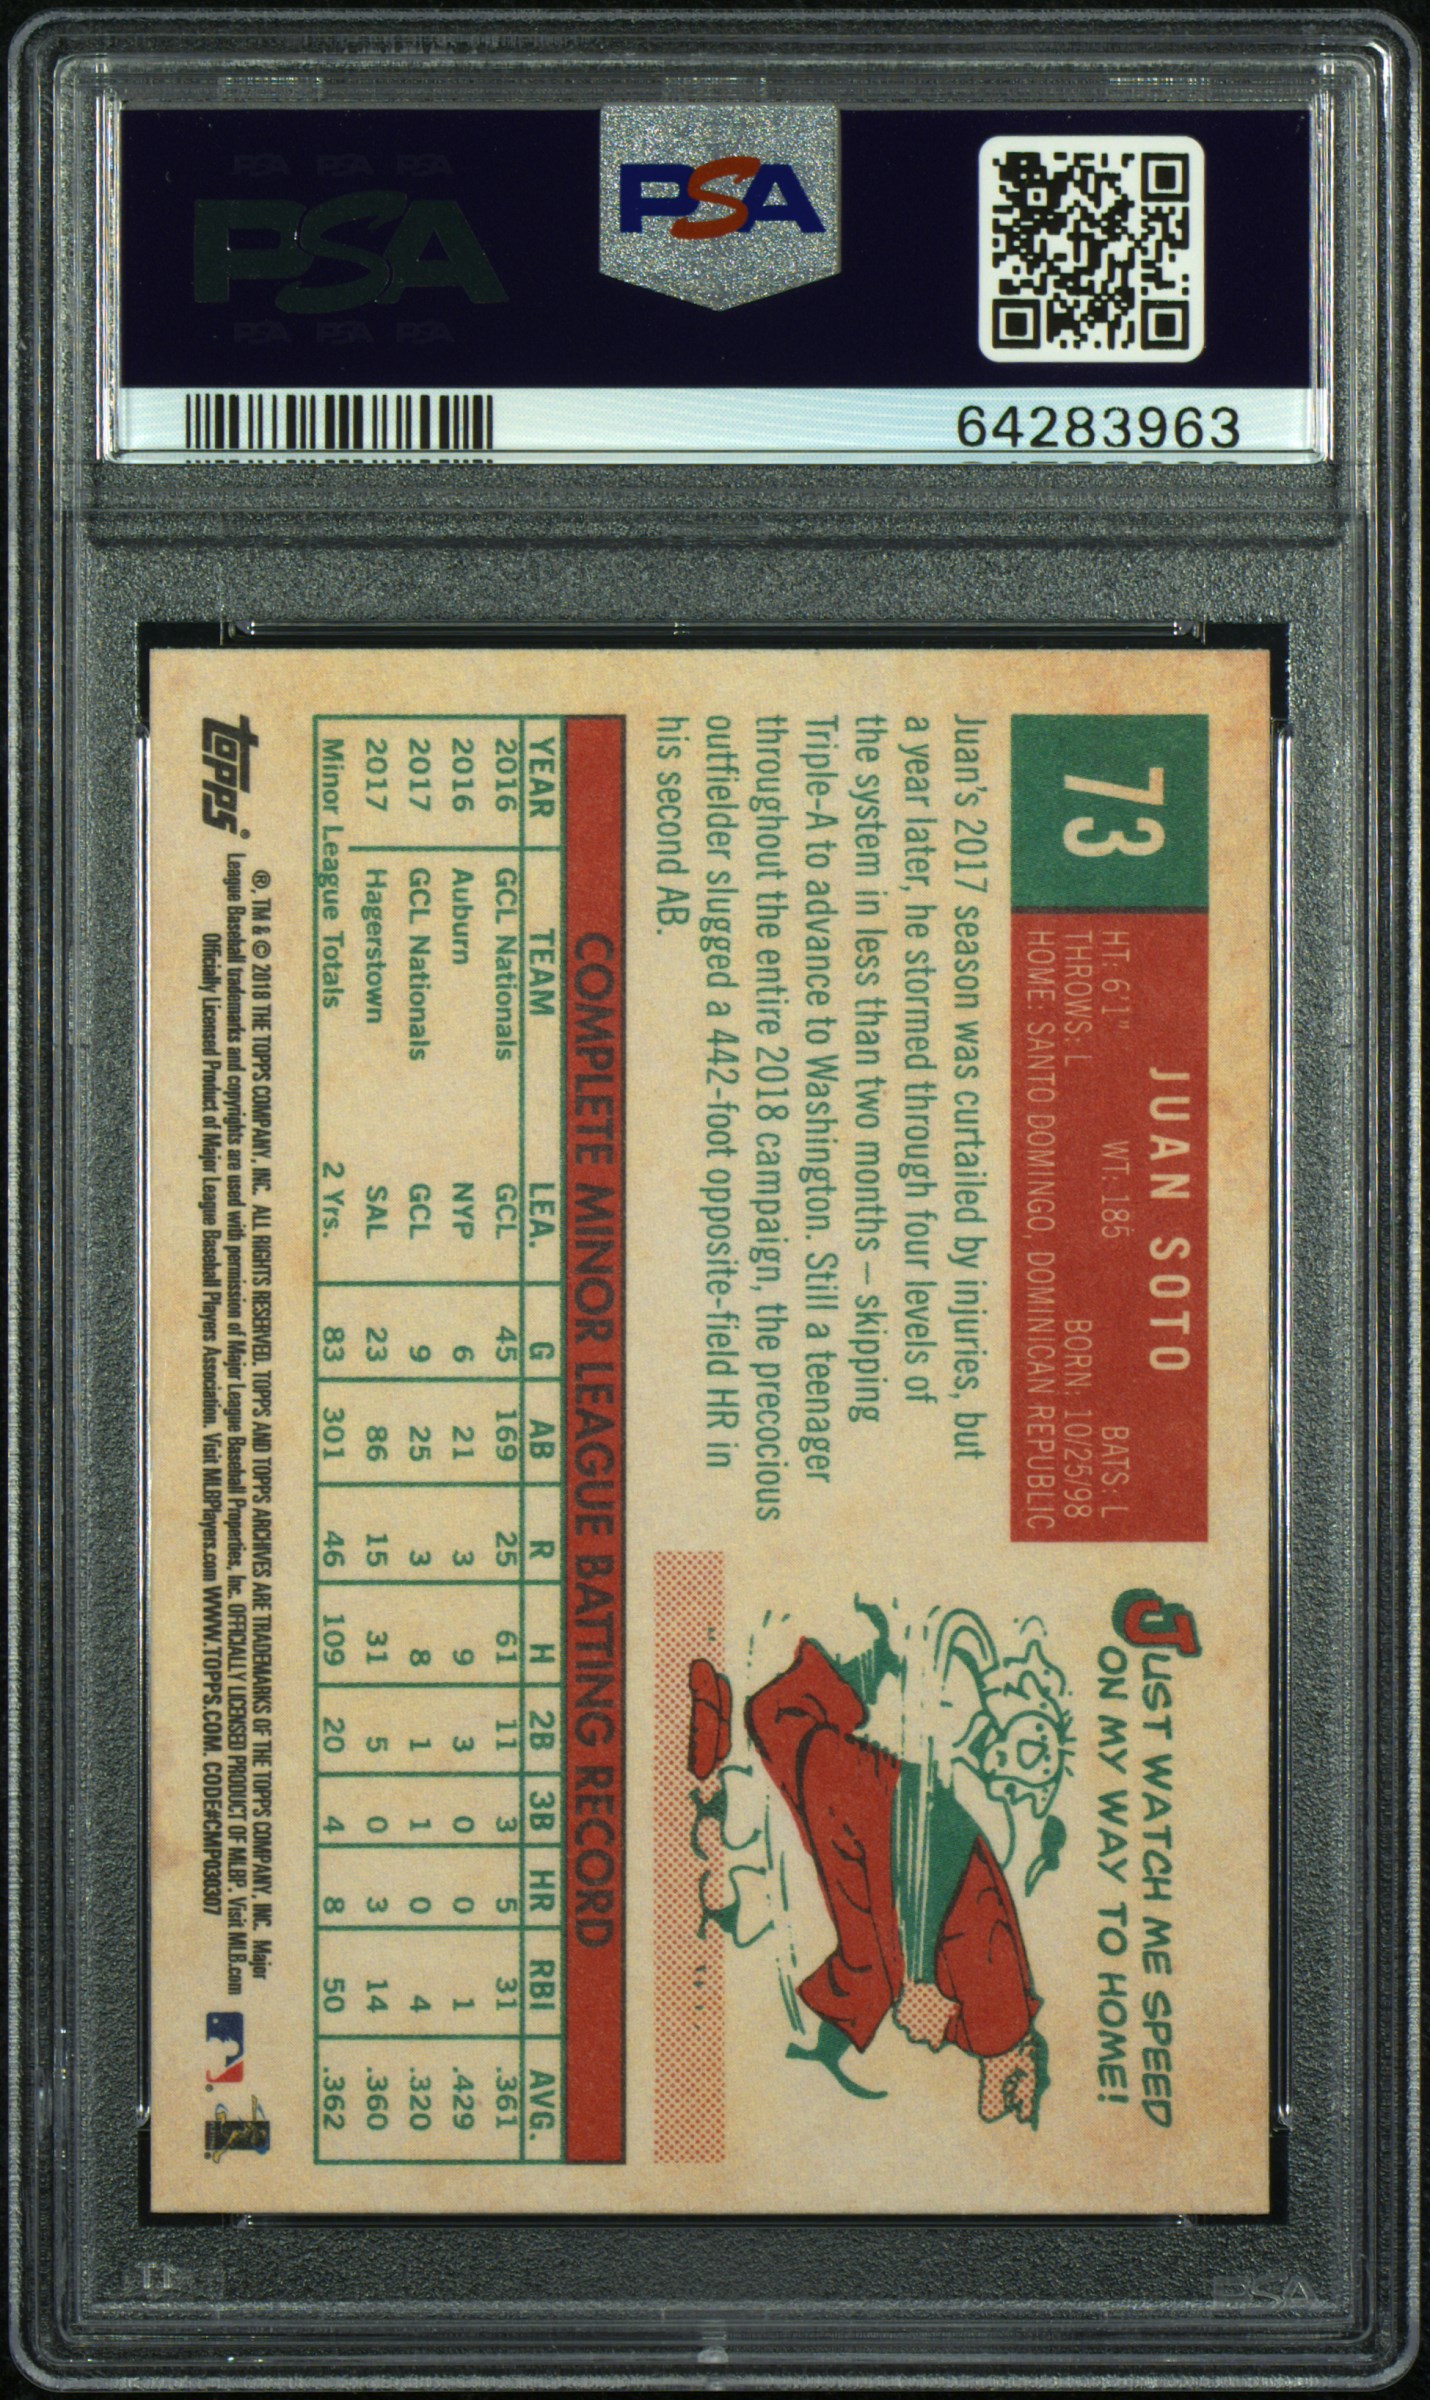 PSA PSA PSA
PSA
PSA PSA PSA
PSA
64283963
73
JUAN SOTO
HT: 6'1" WT: 185 BATS: L
THROWS: L BORN: 10/25/98
HOME: SANTO DOMINGO, DOMINICAN REPUBLIC
Juan's 2017 season was curtailed by injuries, but
a year later, he stormed through four levels of
the system in less than two months – skipping
Triple-A to advance to Washington. Still a teenager
throughout the entire 2018 campaign, the precocious
outfielder slugged a 442-foot opposite-field HR in
his second AB.
JUST WATCH ME SPEED
ON MY WAY TO HOME!
COMPLETE MINOR LEAGUE BATTING RECORD
YEAR TEAM LEA. G AB R H 2B 3B HR RBI AVG.
2016 GCL Nationals GCL 45 169 25 61 11 3 5 31 .361
2016 Auburn NYP 6 21 3 9 3 0 0 1 .429
2017 GCL Nationals GCL 9 25 3 8 1 1 0 4 .320
2017 Hagerstown SAL 23 86 15 31 5 0 3 14 .360
Minor League Totals 2 Yrs. 83 301 46 109 20 4 8 50 .362
topps®
®, TM & © 2018 THE TOPPS COMPANY, INC. ALL RIGHTS RESERVED. TOPPS AND TOPPS ARCHIVES ARE TRADEMARKS OF THE TOPPS COMPANY, INC. Major
League Baseball trademarks and copyrights are used with permission of Major League Baseball Properties, Inc. OFFICIALLY LICENSED PRODUCT OF MLBP. Visit MLB.com
Officially Licensed Product of Major League Baseball Players Association. Visit MLBPlayers.com WWW.TOPPS.COM. CODE#CMP030307
PSA